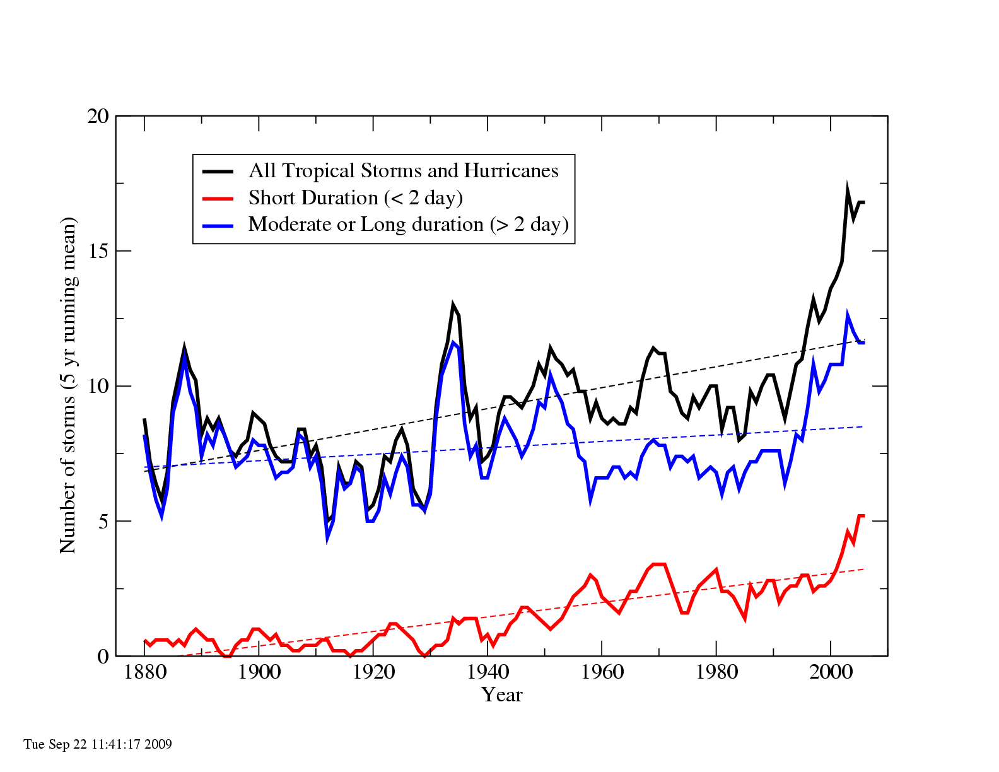 20
15
10
5
0
Number of storms (5 yr running mean)
All Tropical Storms and Hurricanes
Short Duration (< 2 day)
Moderate or Long duration (> 2 day)
1880 1900 1920 1940 1960 1980 2000
Year
Tue Sep 22 11:41:17 2009